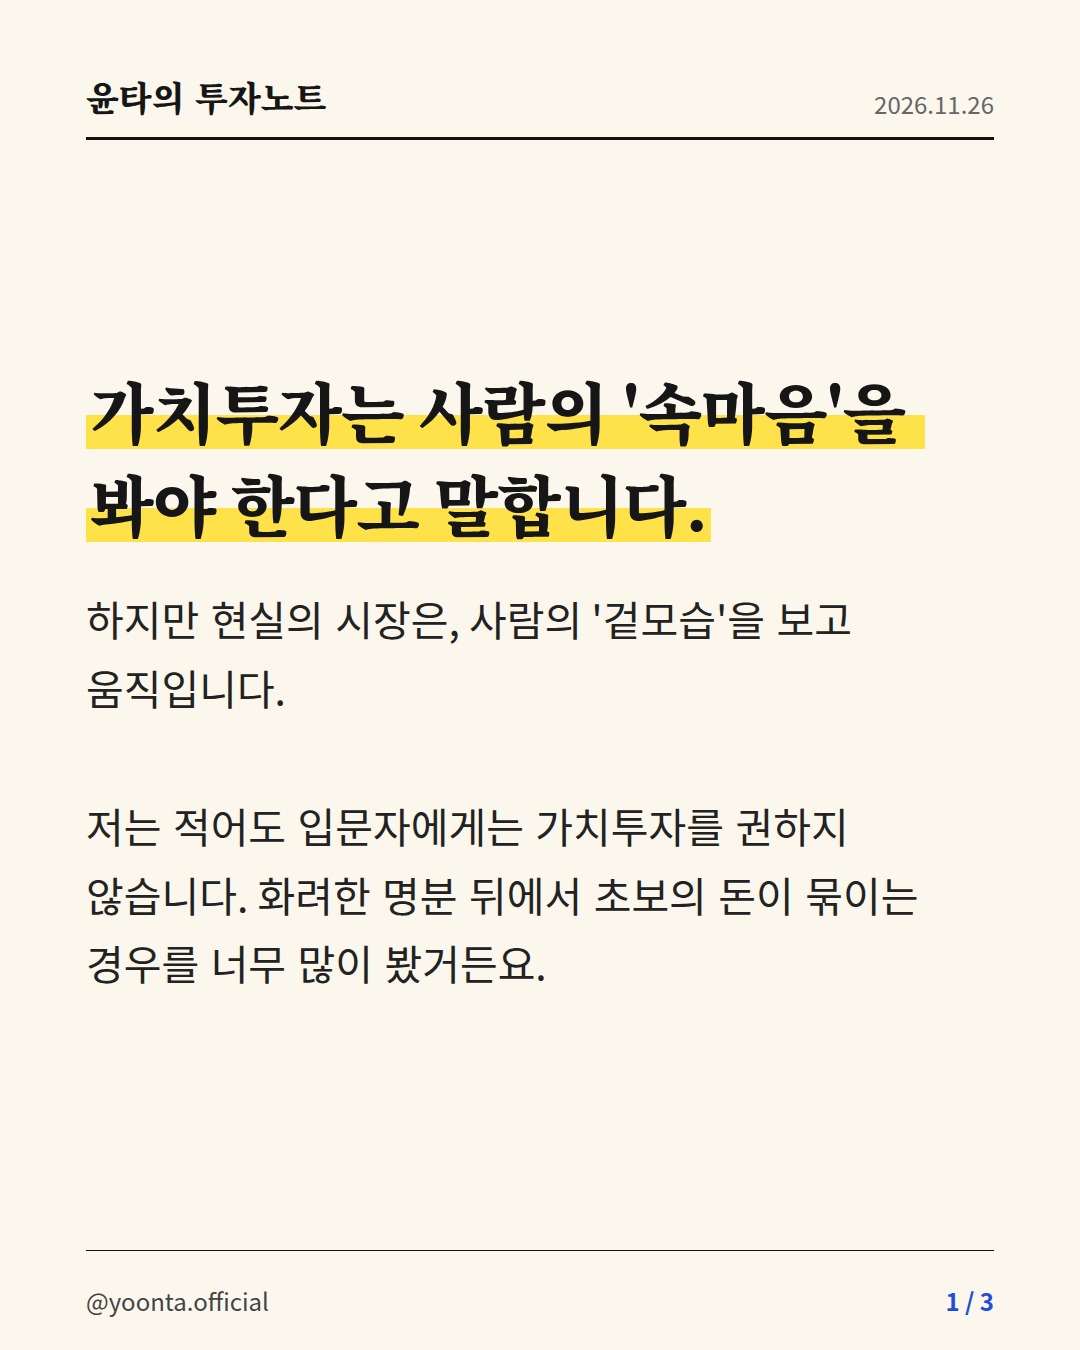 윤타의 투자노트
2026.11.26
가치투자는 사람의 '속마음'을
봐야 한다고 말합니다.
하지만 현실의 시장은, 사람의 '겉모습'을 보고
움직입니다.
저는 적어도 입문자에게는 가치투자를 권하지
않습니다. 화려한 명분 뒤에서 초보의 돈이 묶이는
경우를 너무 많이 봤거든요.
@yoonta.official
1 / 3